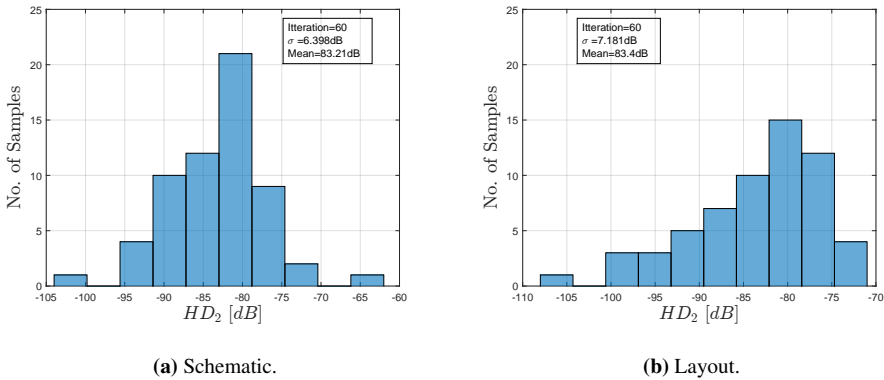 25
20
15
10
5
0
No. of Samples
Itteration=60
σ =6.398dB
Mean=83.21dB
-105 -100 -95 -90 -85 -80 -75 -70 -65 -60
HD₂ [dB]
(a) Schematic.
25
20
15
10
5
0
No. of Samples
Itteration=60
σ =7.181dB
Mean=83.4dB
-110 -105 -100 -95 -90 -85 -80 -75 -70
HD₂ [dB]
(b) Layout.